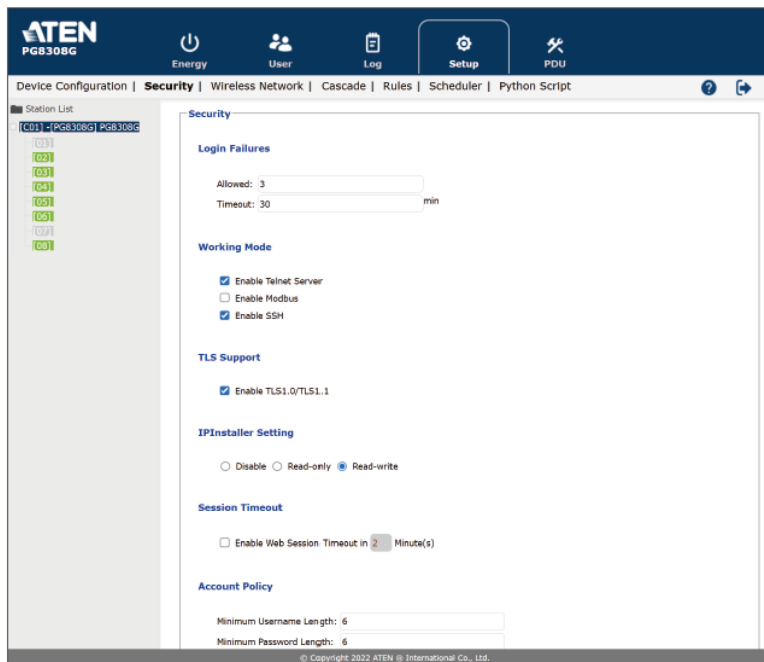 ATEN
PG8308G
Energy
User
Log
Setup
PDU
Device Configuration | Security | Wireless Network | Cascade | Rules | Scheduler | Python Script
?
Station List
[C01] -[PG8308G] PG8308G
[01]
[02]
[03]
[04]
[05]
[06]
[07]
[08]
Security
Login Failures
Allowed: 3
Timeout: 30 min
Working Mode
Enable Telnet Server
Enable Modbus
Enable SSH
TLS Support
Enable TLS1.0/TLS1.1
IPInstaller Setting
Disable Read-only Read-write
Session Timeout
Enable Web Session Timeout in 2 Minute(s)
Account Policy
Minimum Username Length: 6
Minimum Password Length: 6
© Copyright 2022 ATEN ® International Co., Ltd.